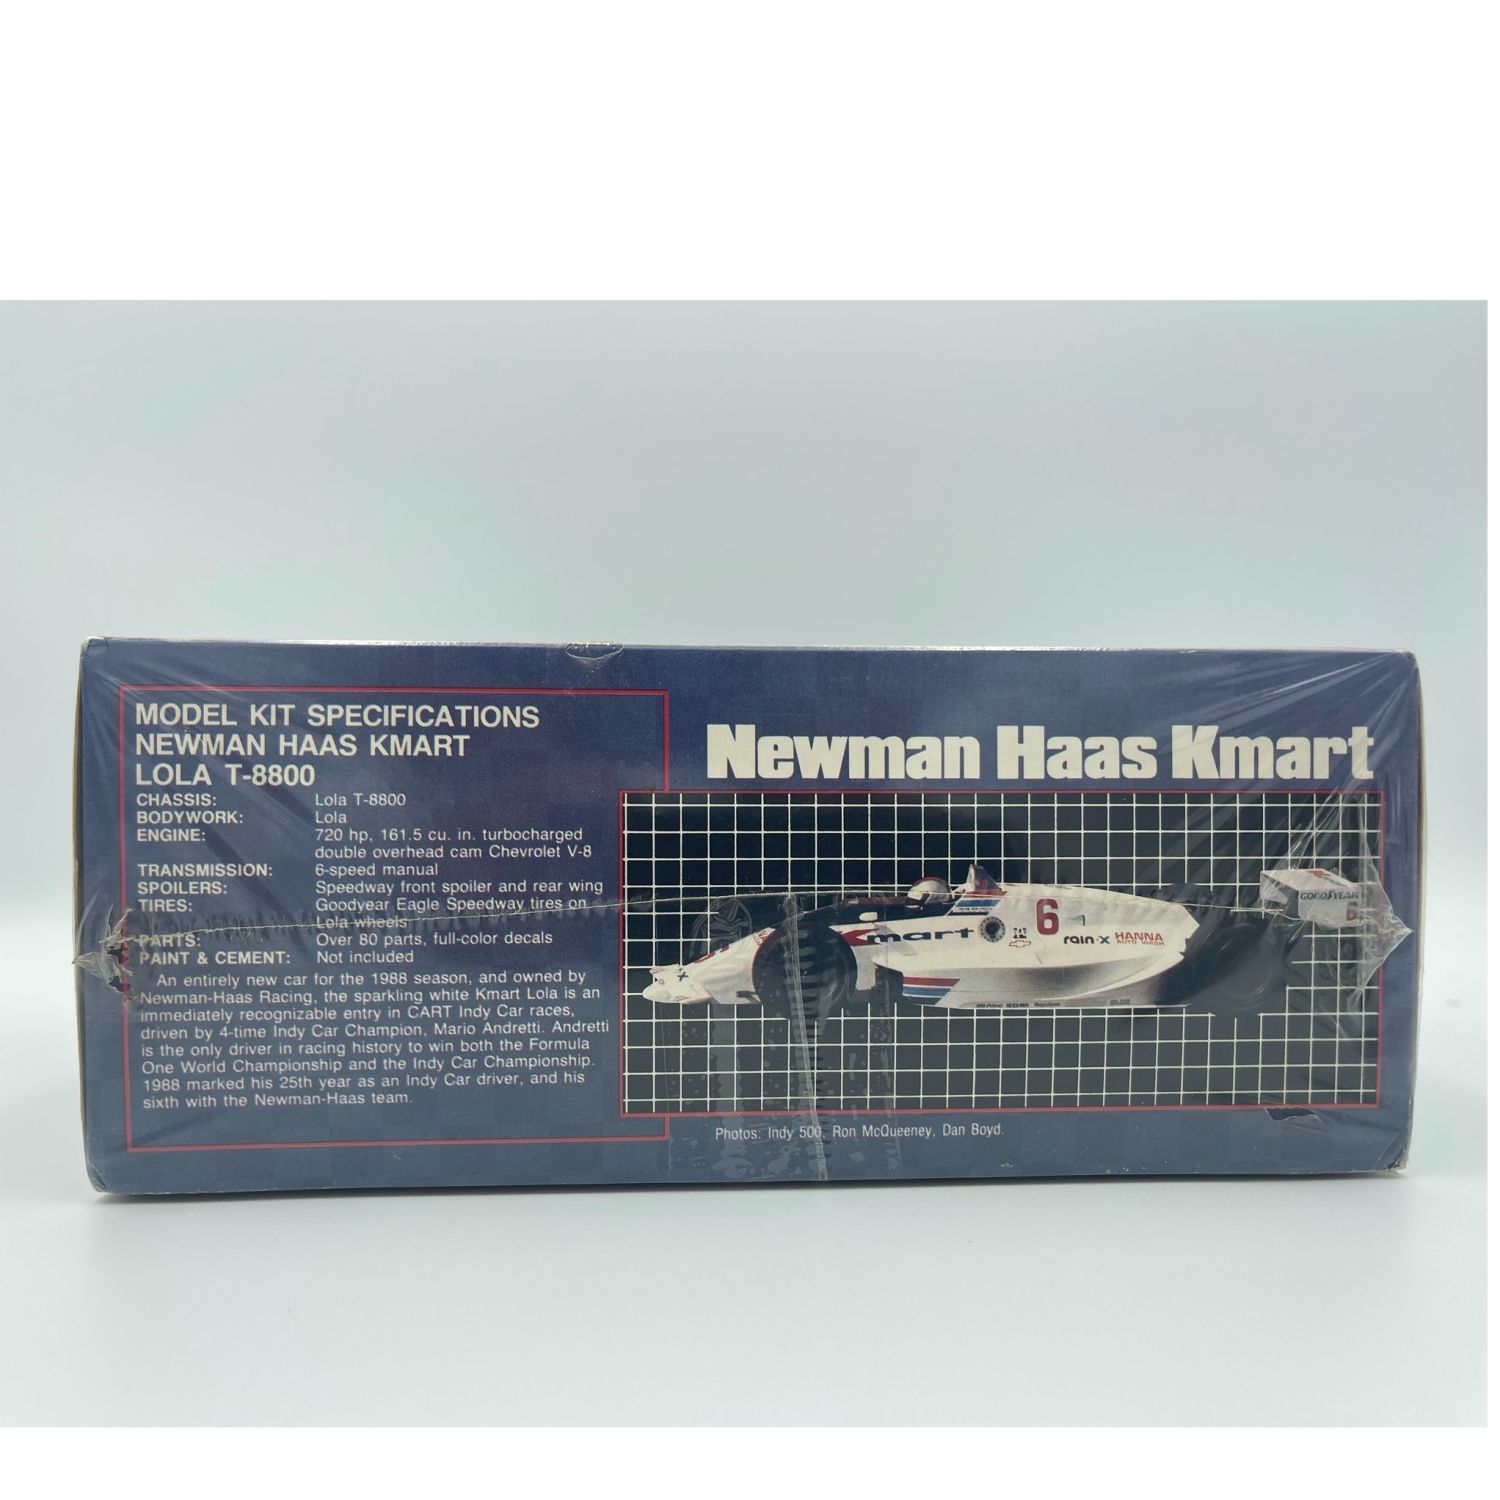 MODEL KIT SPECIFICATIONS
NEWMAN HAAS KMART
LOLA T-8800
CHASSIS: Lola T-8800
BODYWORK: Lola
ENGINE: 720 hp, 161.5 cu. in. turbocharged
double overhead cam Chevrolet V-8
TRANSMISSION: 6-speed manual
SPOILERS: Speedway front spoiler and rear wing
TIRES: Goodyear Eagle Speedway tires on
Lola wheels
PARTS: Over 80 parts, full-color decals
PAINT & CEMENT: Not included
An entirely new car for the 1988 season, and owned by
Newman-Haas Racing, the sparkling white Kmart Lola is an
immediately recognizable entry in CART Indy Car races,
driven by 4-time Indy Car Champion, Mario Andretti. Andretti
is the only driver in racing history to win both the Formula
One World Championship and the Indy Car Championship.
1988 marked his 25th year as an Indy Car driver, and his
sixth with the Newman-Haas team.
Newman Haas Kmart
Kmart
6
rain-x
HANNA
AUTO WASH
GOODYEAR
6
Photos: Indy 500, Ron McQueeney, Dan Boyd.